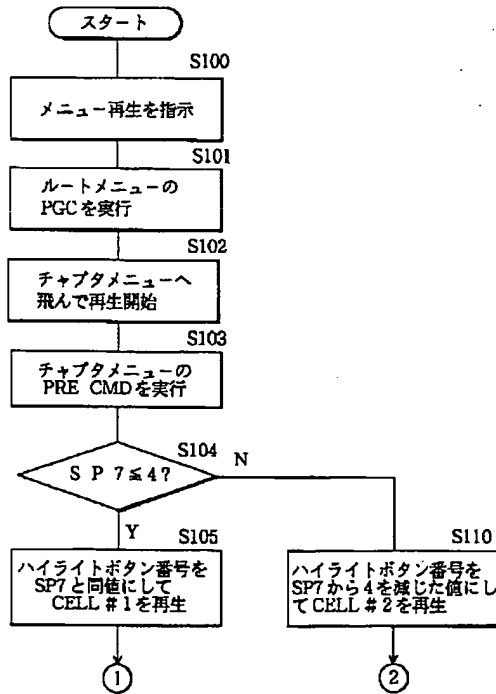 スタート
S100
メニュー再生を指示
S101
ルートメニューの
PGCを実行
S102
チャプタメニューへ
飛んで再生開始
S103
チャプタメニューの
PRE CMDを実行
S104
SP7≦4?
N
Y
S105
ハイライトボタン番号を
SP7と同値にして
CELL #1を再生
S110
ハイライトボタン番号を
SP7から4を減じた値にし
てCELL #2を再生
1
2